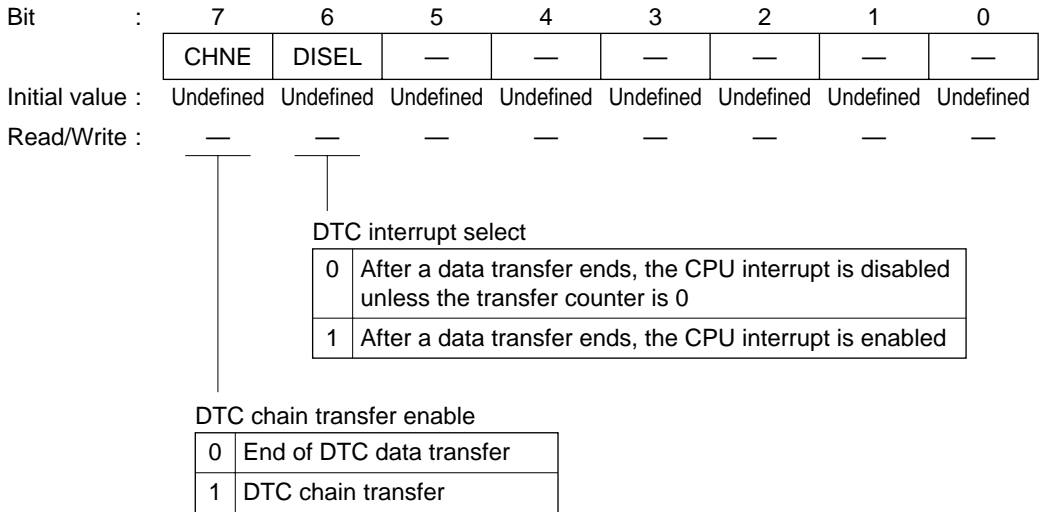 Bit : 7 6 5 4 3 2 1 0
CHNE DISEL — — — — — —
Initial value : Undefined Undefined Undefined Undefined Undefined Undefined Undefined Undefined
Read/Write : — — — — — — — —
DTC interrupt select
0 After a data transfer ends, the CPU interrupt is disabled
unless the transfer counter is 0
1 After a data transfer ends, the CPU interrupt is enabled
DTC chain transfer enable
0 End of DTC data transfer
1 DTC chain transfer